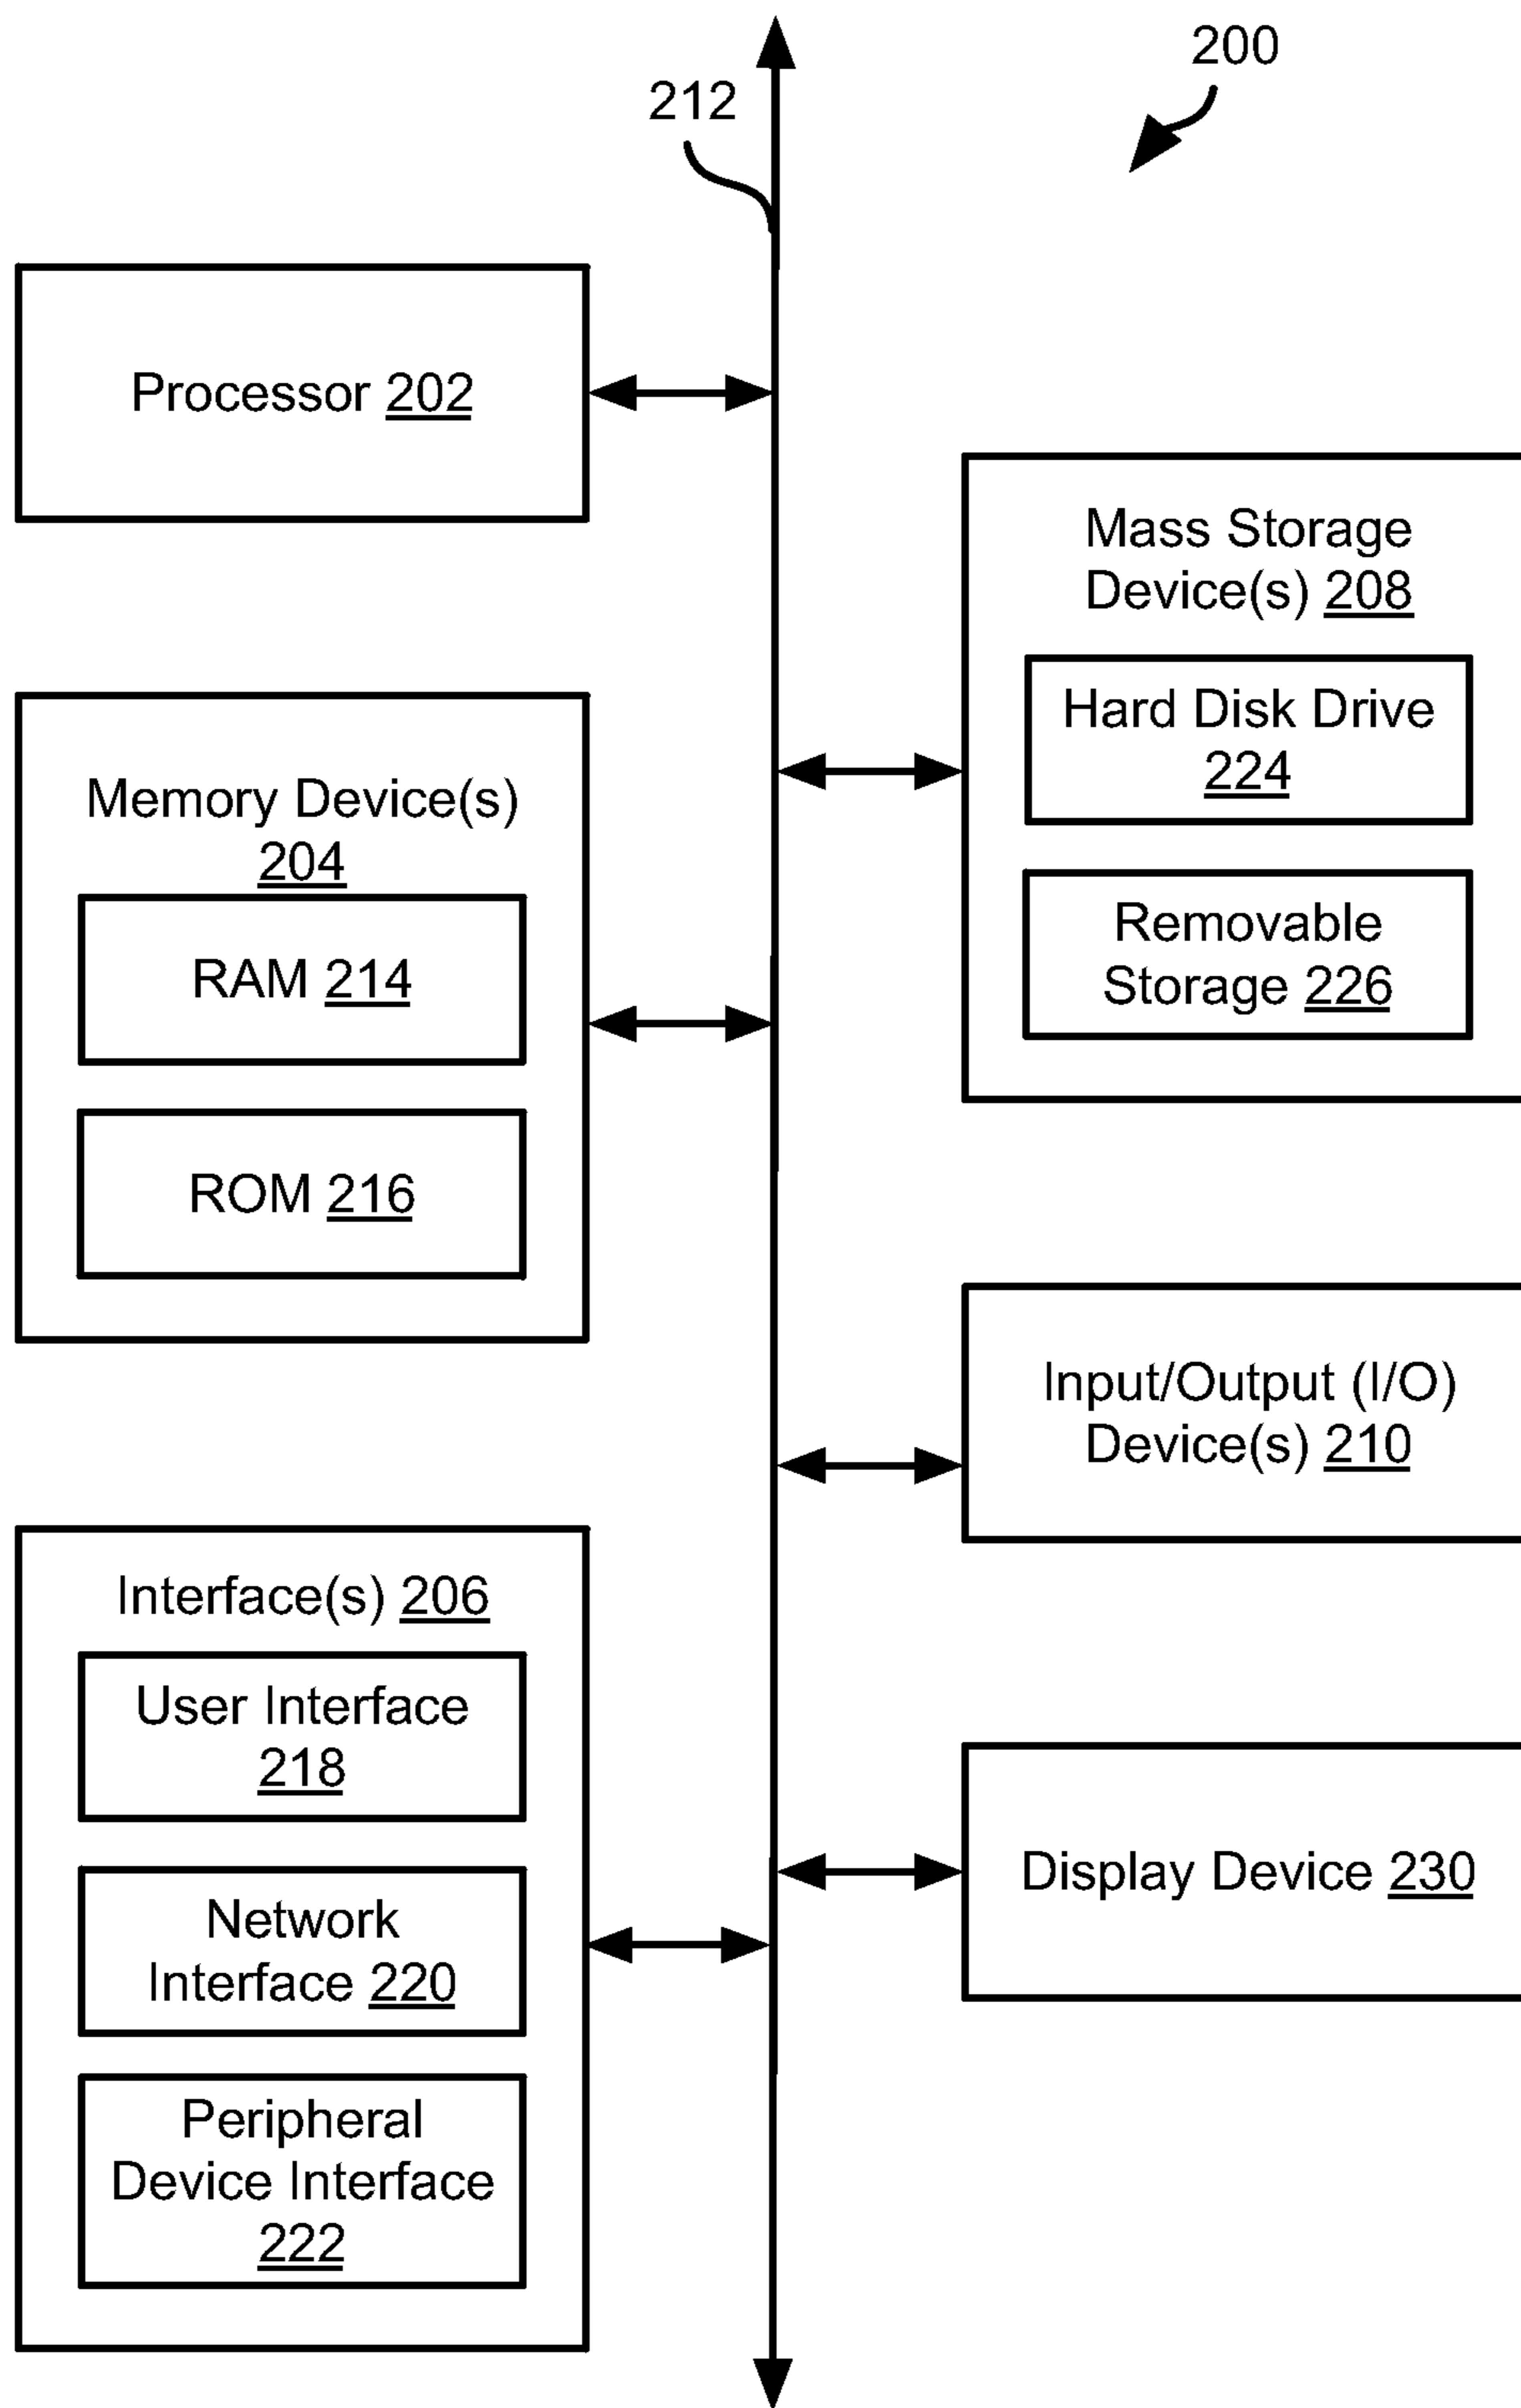 200
212
Processor 202
Mass Storage
Device(s) 208
Hard Disk Drive
224
Removable
Storage 226
Memory Device(s)
204
RAM 214
ROM 216
Input/Output (I/O)
Device(s) 210
Interface(s) 206
User Interface
218
Network
Interface 220
Peripheral
Device Interface
222
Display Device 230